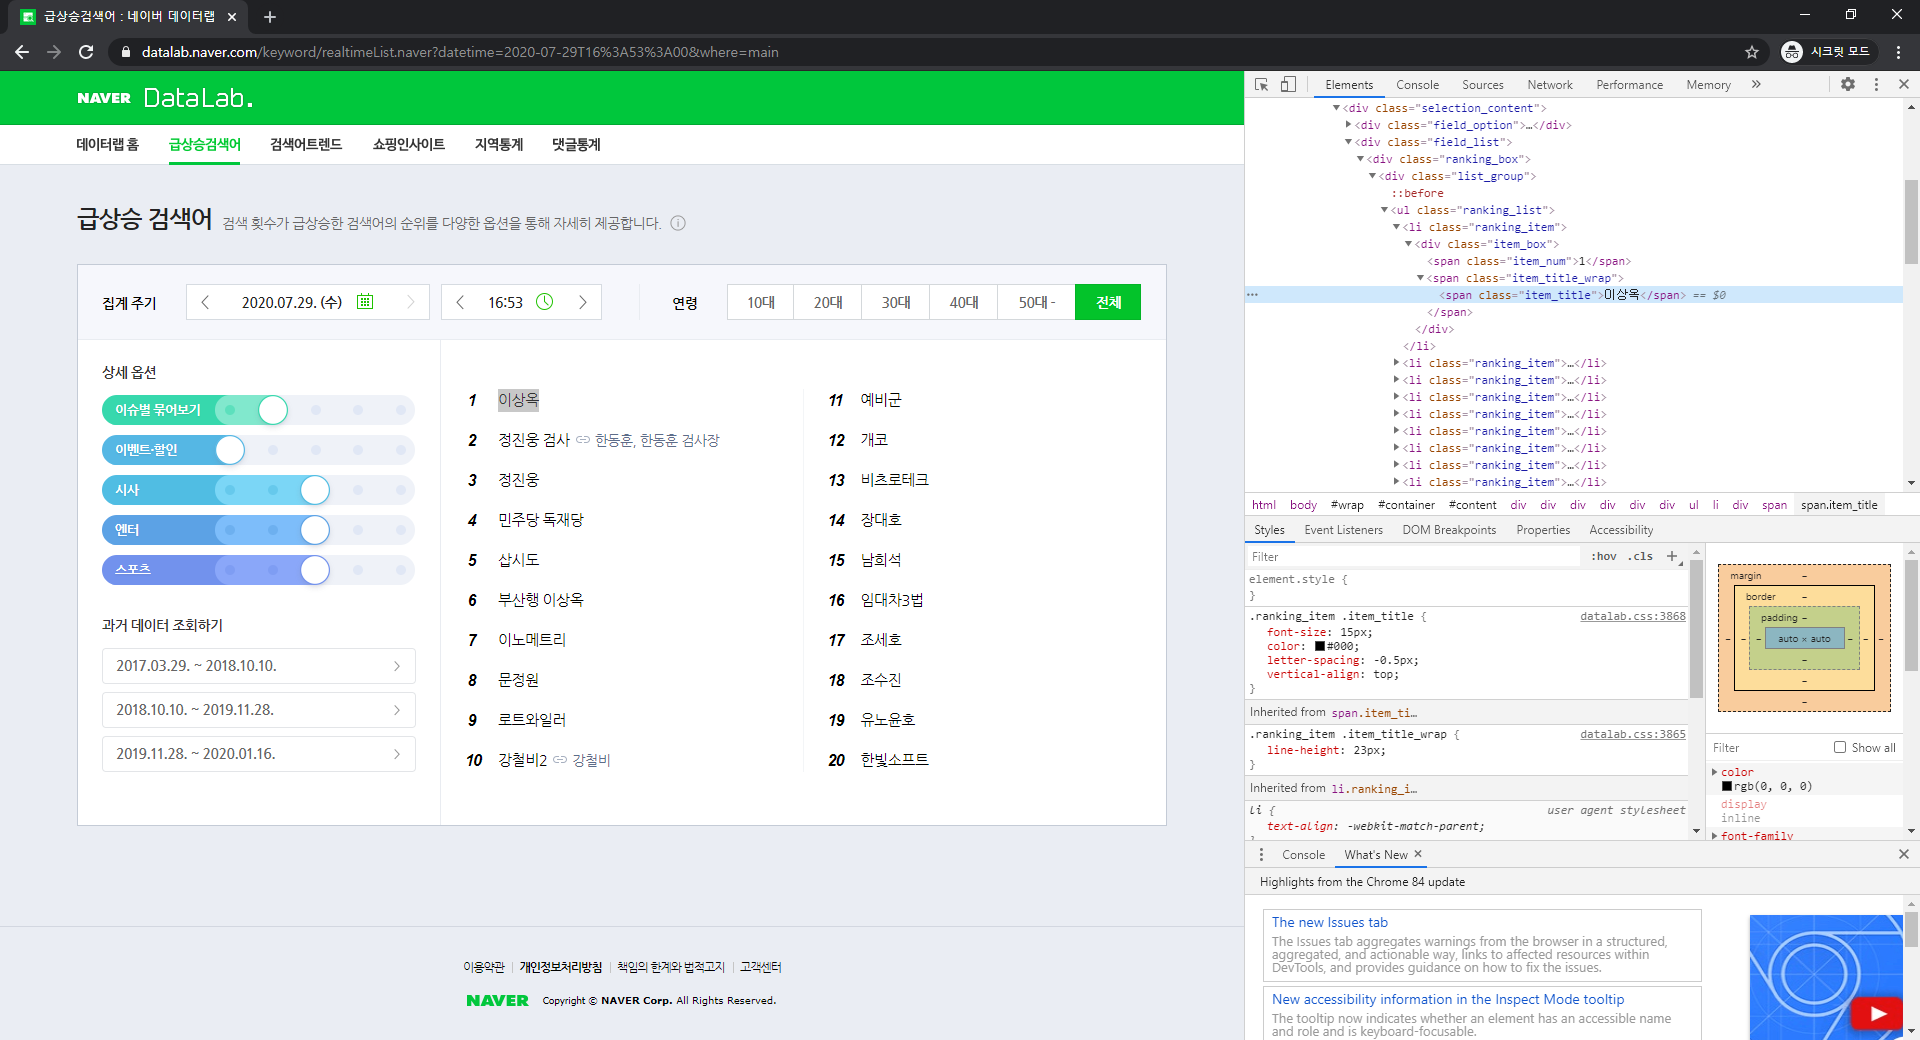 급상승검색어 : 네이버 데이터랩
datalab.naver.com/keyword/realtimeList.naver?datetime=2020-07-29T16%3A53%3A00&where=main
시크릿 모드
NAVER DataLab.
데이터랩 홈 급상승검색어 검색어트렌드 쇼핑인사이트 지역통계 댓글통계
급상승 검색어 검색 횟수가 급상승한 검색어의 순위를 다양한 옵션을 통해 자세히 제공합니다.
집계 주기 2020.07.29. (수) 16:53 연령 10대 20대 30대 40대 50대 - 전체
상세 옵션
이슈별 묶어보기
이벤트·할인
시사
엔터
스포츠
과거 데이터 조회하기
2017.03.29. ~ 2018.10.10.
2018.10.10. ~ 2019.11.28.
2019.11.28. ~ 2020.01.16.
1 이상옥
2 정진웅 검사 한동훈, 한동훈 검사장
3 정진웅
4 민주당 독재당
5 삽시도
6 부산행 이상옥
7 이노메트리
8 문정원
9 로트와일러
10 강철비2 강철비
11 예비군
12 개코
13 비츠로테크
14 장대호
15 남희석
16 임대차3법
17 조세호
18 조수진
19 유노윤호
20 한빛소프트
이용약관 개인정보처리방침 책임의 한계와 법적고지 고객센터
NAVER Copyright © NAVER Corp. All Rights Reserved.
Elements Console Sources Network Performance Memory
<div class="selection_content">
<div class="field_option">…</div>
<div class="field_list">
<div class="ranking_box">
<div class="list_group">
::before
<ul class="ranking_list">
<li class="ranking_item">
<div class="item_box">
<span class="item_num">1</span>
<span class="item_title_wrap">
<span class="item_title">이상옥</span> == $0
</span>
</div>
</li>
<li class="ranking_item">…</li>
<li class="ranking_item">…</li>
<li class="ranking_item">…</li>
<li class="ranking_item">…</li>
<li class="ranking_item">…</li>
<li class="ranking_item">…</li>
<li class="ranking_item">…</li>
<li class="ranking_item">…</li>
html body #wrap #container #content div div div div div div ul li div span span.item_title
Styles Event Listeners DOM Breakpoints Properties Accessibility
Filter :hov .cls +
element.style {
}
.ranking_item .item_title { datalab.css:3868
font-size: 15px;
color: #000;
letter-spacing: -0.5px;
vertical-align: top;
}
Inherited from span.item_ti…
.ranking_item .item_title_wrap { datalab.css:3865
line-height: 23px;
}
Inherited from li.ranking_i…
li { user agent stylesheet
text-align: -webkit-match-parent;
margin –
border –
padding –
auto × auto
Filter Show all
color
rgb(0, 0, 0)
display
inline
font-family
Console What's New
Highlights from the Chrome 84 update
The new Issues tab
The Issues tab aggregates warnings from the browser in a structured,
aggregated, and actionable way, links to affected resources within
DevTools, and provides guidance on how to fix the issues.
New accessibility information in the Inspect Mode tooltip
The tooltip now indicates whether an element has an accessible name
and role and is keyboard-focusable.